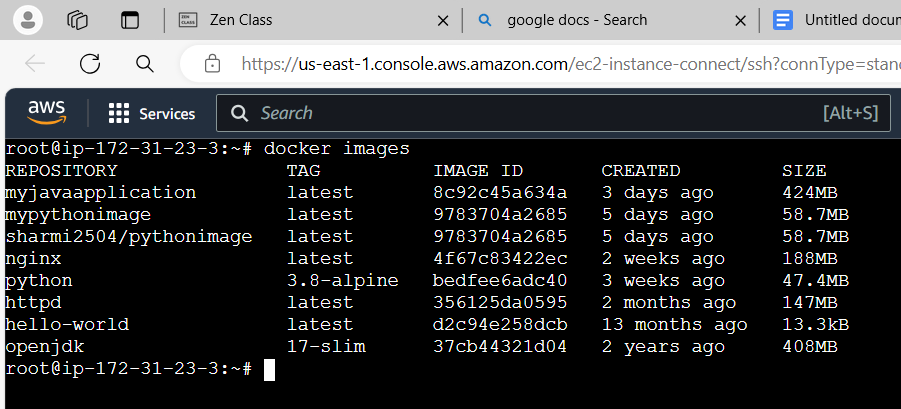 Zen Class
google docs - Search
Untitled docum
https://us-east-1.console.aws.amazon.com/ec2-instance-connect/ssh?connType=stand
aws Services Search [Alt+S]
root@ip-172-31-23-3:~# docker images
REPOSITORY TAG IMAGE ID CREATED SIZE
myjavaapplication latest 8c92c45a634a 3 days ago 424MB
mypythonimage latest 9783704a2685 5 days ago 58.7MB
sharmi2504/pythonimage latest 9783704a2685 5 days ago 58.7MB
nginx latest 4f67c83422ec 2 weeks ago 188MB
python 3.8-alpine bedfee6adc40 3 weeks ago 47.4MB
httpd latest 356125da0595 2 months ago 147MB
hello-world latest d2c94e258dcb 13 months ago 13.3kB
openjdk 17-slim 37cb44321d04 2 years ago 408MB
root@ip-172-31-23-3:~#